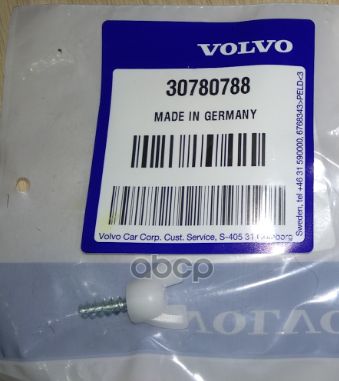 VOLVO
30780788
MADE IN GERMANY
Volvo Car Corp. Cust. Service, S-405 31 Göteborg
Sweden, tel +46 31 590000, 6768343>PELD<3
abcp
VOLVO